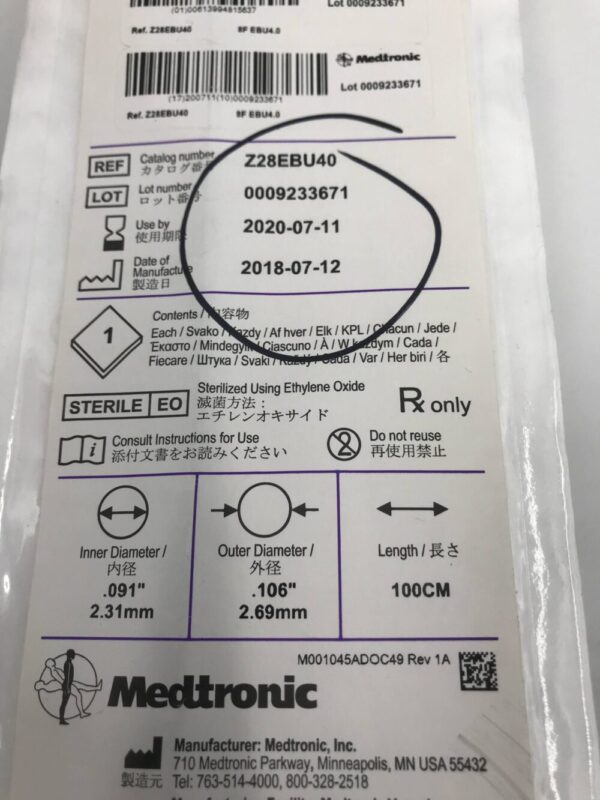 (01)00613994815637
Lot 0009233671
Ref. Z28EBU40 8F EBU4.0
Medtronic
Lot 0009233671
(17)200711(10)0009233671
Ref. Z28EBU40 8F EBU4.0
REF Catalog number Z28EBU40
カタログ番号
LOT Lot number 0009233671
ロット番号
Use by 2020-07-11
使用期限
Date of Manufacture 2018-07-12
製造日
1
Contents / 内容物
Each / Svako / Kazdy / Af hver / Elk / KPL / Chacun / Jede /
Έκαστο / Mindegyik / Ciascuno / À / W każdym / Cada /
Fiecare / Штука / Svaki / Každý / Cada / Var / Her biri / 各
STERILE EO
Sterilized Using Ethylene Oxide
滅菌方法：
エチレンオキサイド
Rx only
i
Consult Instructions for Use
添付文書をお読みください
2
Do not reuse
再使用禁止
Inner Diameter /
内径
.091"
2.31mm
Outer Diameter /
外径
.106"
2.69mm
Length / 長さ
100CM
M001045ADOC49 Rev 1A
Medtronic
Manufacturer: Medtronic, Inc.
710 Medtronic Parkway, Minneapolis, MN USA 55432
製造元 Tel: 763-514-4000, 800-328-2518